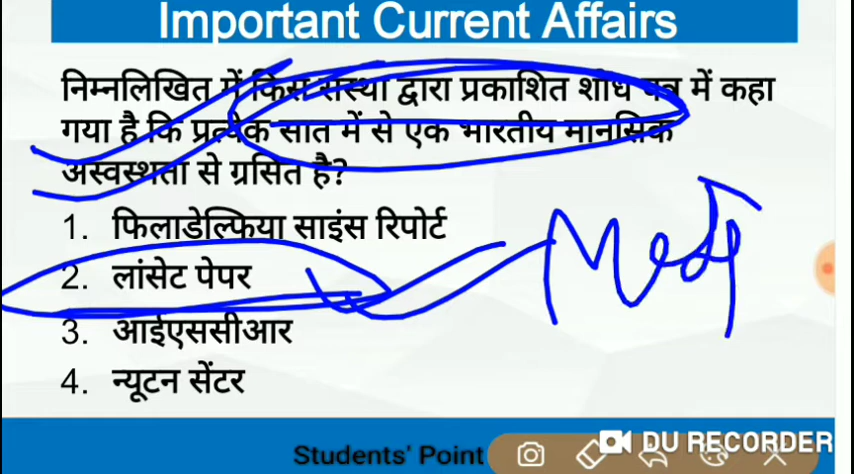 Important Current Affairs
निम्नलिखित में किस संस्था द्वारा प्रकाशित शोध पत्र में कहा
गया है कि प्रत्येक सात में से एक भारतीय मानसिक
अस्वस्थता से ग्रसित है?
1. फिलाडेल्फिया साइंस रिपोर्ट
2. लांसेट पेपर
3. आईएससीआर
4. न्यूटन सेंटर
Students' Point
DU RECORDER